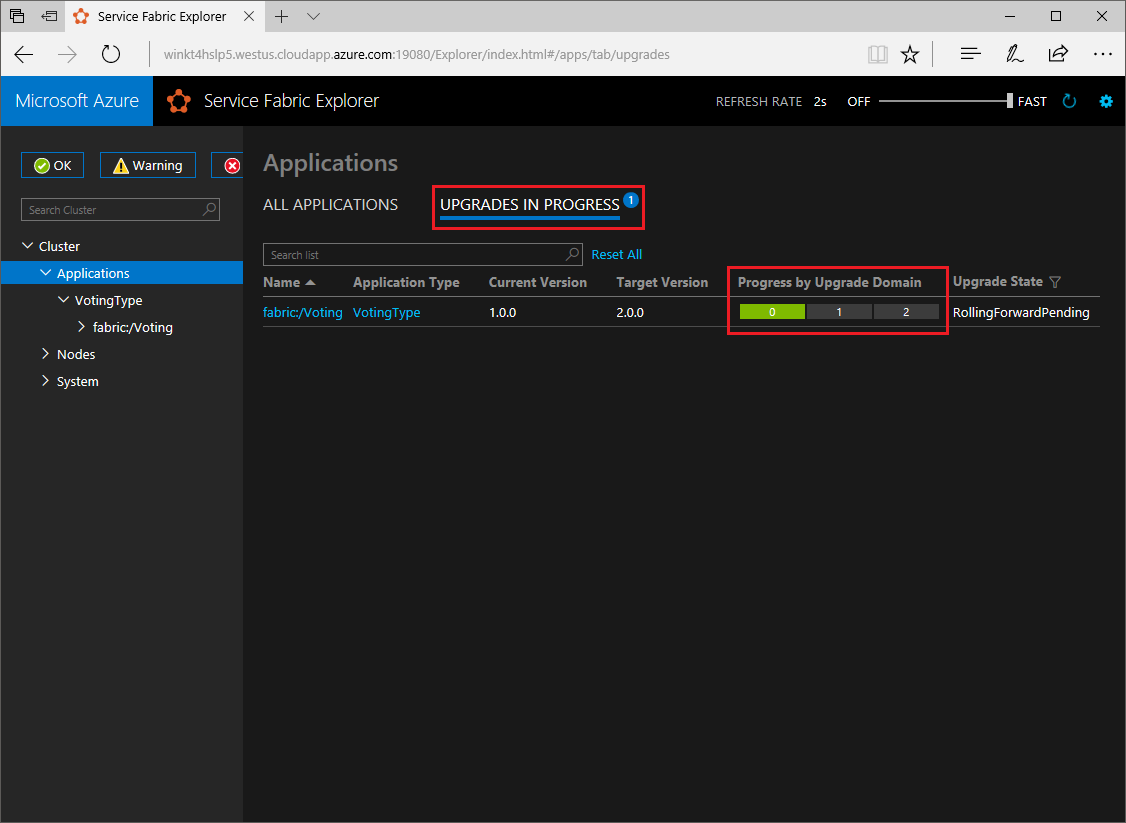 Service Fabric Explorer
winkt4hslp5.westus.cloudapp.azure.com:19080/Explorer/index.html#/apps/tab/upgrades
Microsoft Azure Service Fabric Explorer REFRESH RATE 2s OFF FAST
OK Warning
Search Cluster
Cluster
Applications
VotingType
fabric:/Voting
Nodes
System
Applications
ALL APPLICATIONS UPGRADES IN PROGRESS 1
Search list Reset All
Name Application Type Current Version Target Version Progress by Upgrade Domain Upgrade State
fabric:/Voting VotingType 1.0.0 2.0.0 0 1 2 RollingForwardPending